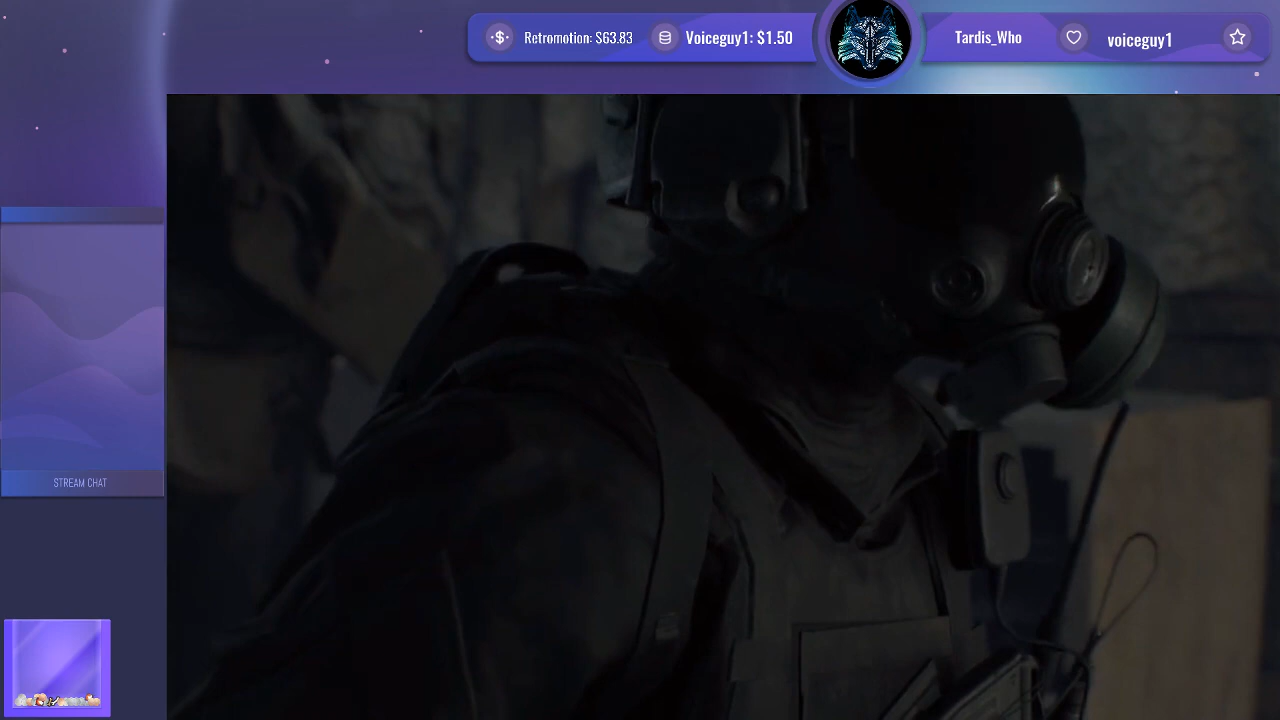 Retromotion: $63.83
Voiceguy1: $1.50
Tardis_Who
voiceguy1
STREAM CHAT